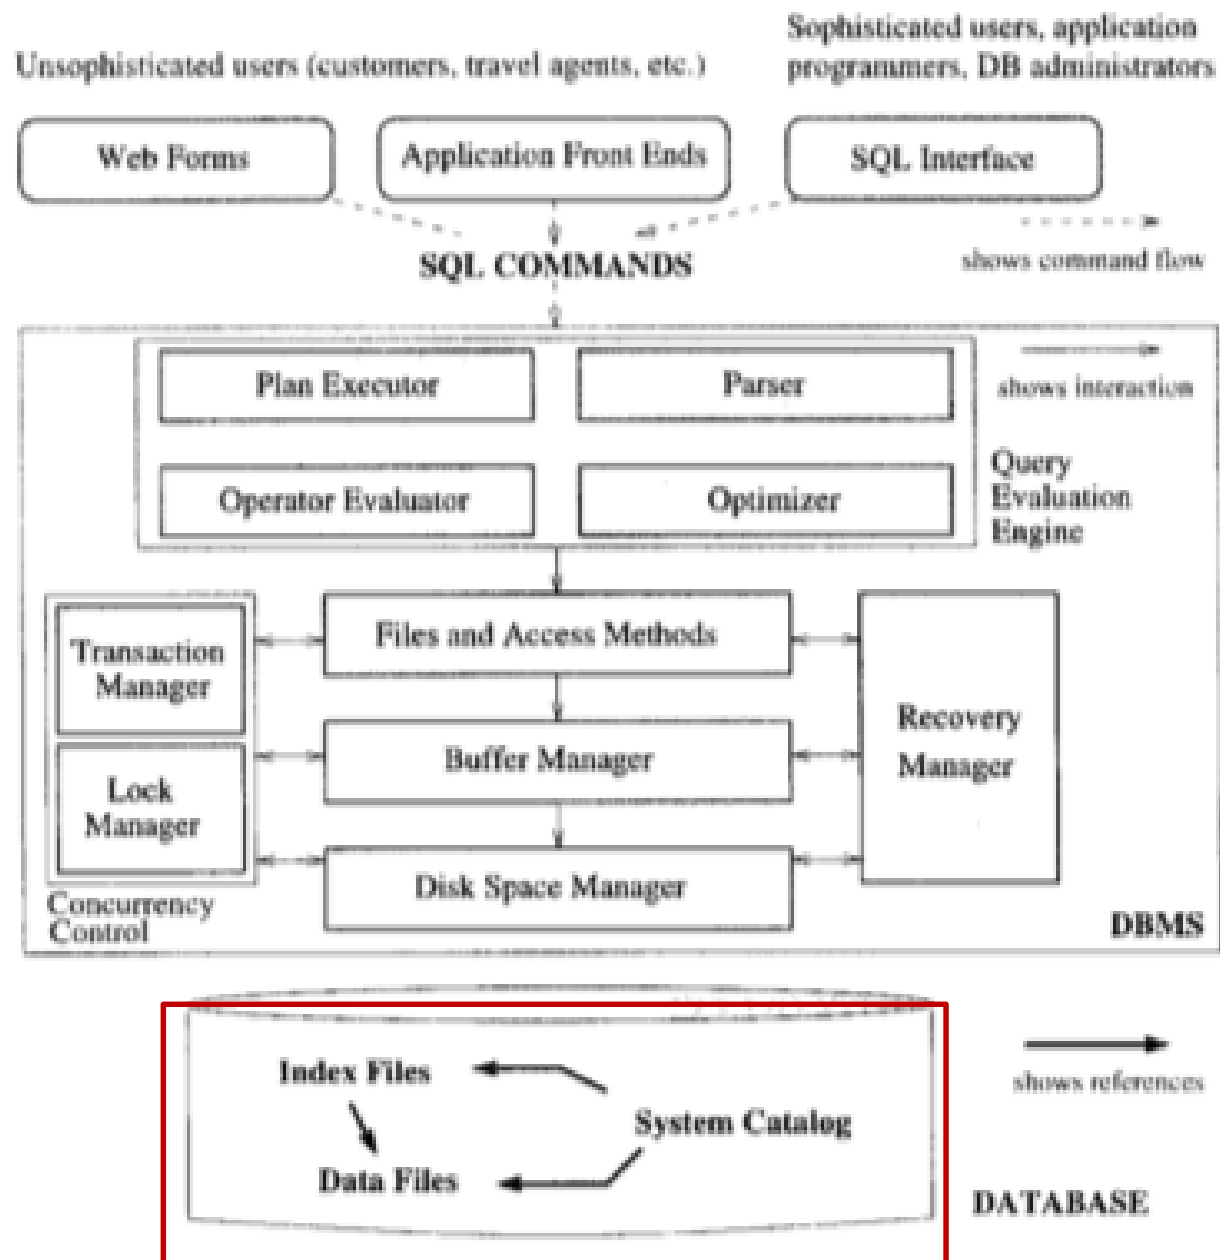 Sophisticated users, application
Unsophisticated users (customers, travel agents, etc.)
programmers, DB administrators
Web Forms
Application Front Ends
SQL Interface
SQL COMMANDS
shows command flow
Plan Executor
Parser
shows interaction
Operator Evaluator
Optimizer
Query
Evaluation
Engine
Transaction
Manager
Files and Access Methods
Recovery
Manager
Buffer Manager
Lock
Manager
Disk Space Manager
Concurrency
Control
DBMS
Index Files
shows references
System Catalog
Data Files
DATABASE